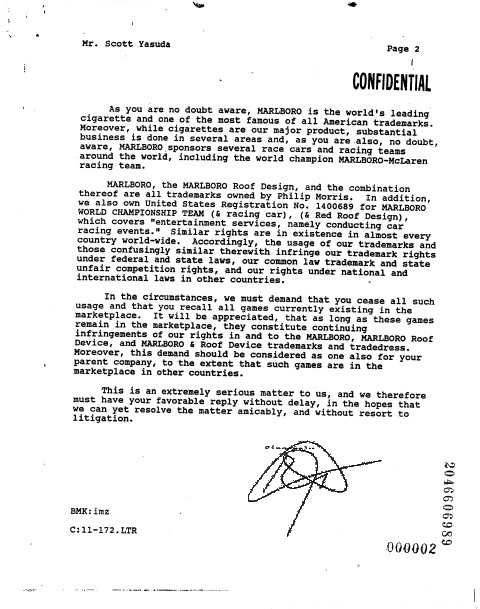 Mr. Scott Yasuda
Page 2
CONFIDENTIAL
As you are no doubt aware, MARLBORO is the world's leading
cigarette and one of the most famous of all American trademarks.
Moreover, while cigarettes are our major product, substantial
business is done in several areas and, as you are also, no doubt,
aware, MARLBORO sponsors several race cars and racing teams
around the world, including the world champion MARLBORO-McLaren
racing team.
MARLBORO, the MARLBORO Roof Design, and the combination
thereof are all trademarks owned by Philip Morris. In addition,
we also own United States Registration No. 1400689 for MARLBORO
WORLD CHAMPIONSHIP TEAM (& racing car), (& Red Roof Design),
which covers "entertainment services, namely conducting car
racing events." Similar rights are in existence in almost every
country world-wide. Accordingly, the usage of our trademarks and
those confusingly similar therewith infringe our trademark rights
under federal and state laws, our common law trademark and state
unfair competition rights, and our rights under national and
international laws in other countries.
In the circumstances, we must demand that you cease all such
usage and that you recall all games currently existing in the
marketplace. It will be appreciated, that as long as these games
remain in the marketplace, they constitute continuing
infringements of our rights in and to the MARLBORO, MARLBORO Roof
Device, and MARLBORO & Roof Device trademarks and tradedress.
Moreover, this demand should be considered as one also for your
parent company, to the extent that such games are in the
marketplace in other countries.
This is an extremely serious matter to us, and we therefore
must have your favorable reply without delay, in the hopes that
we can yet resolve the matter amicably, and without resort to
litigation.
BMK:imz
C:11-172.LTR
2046606989
000002